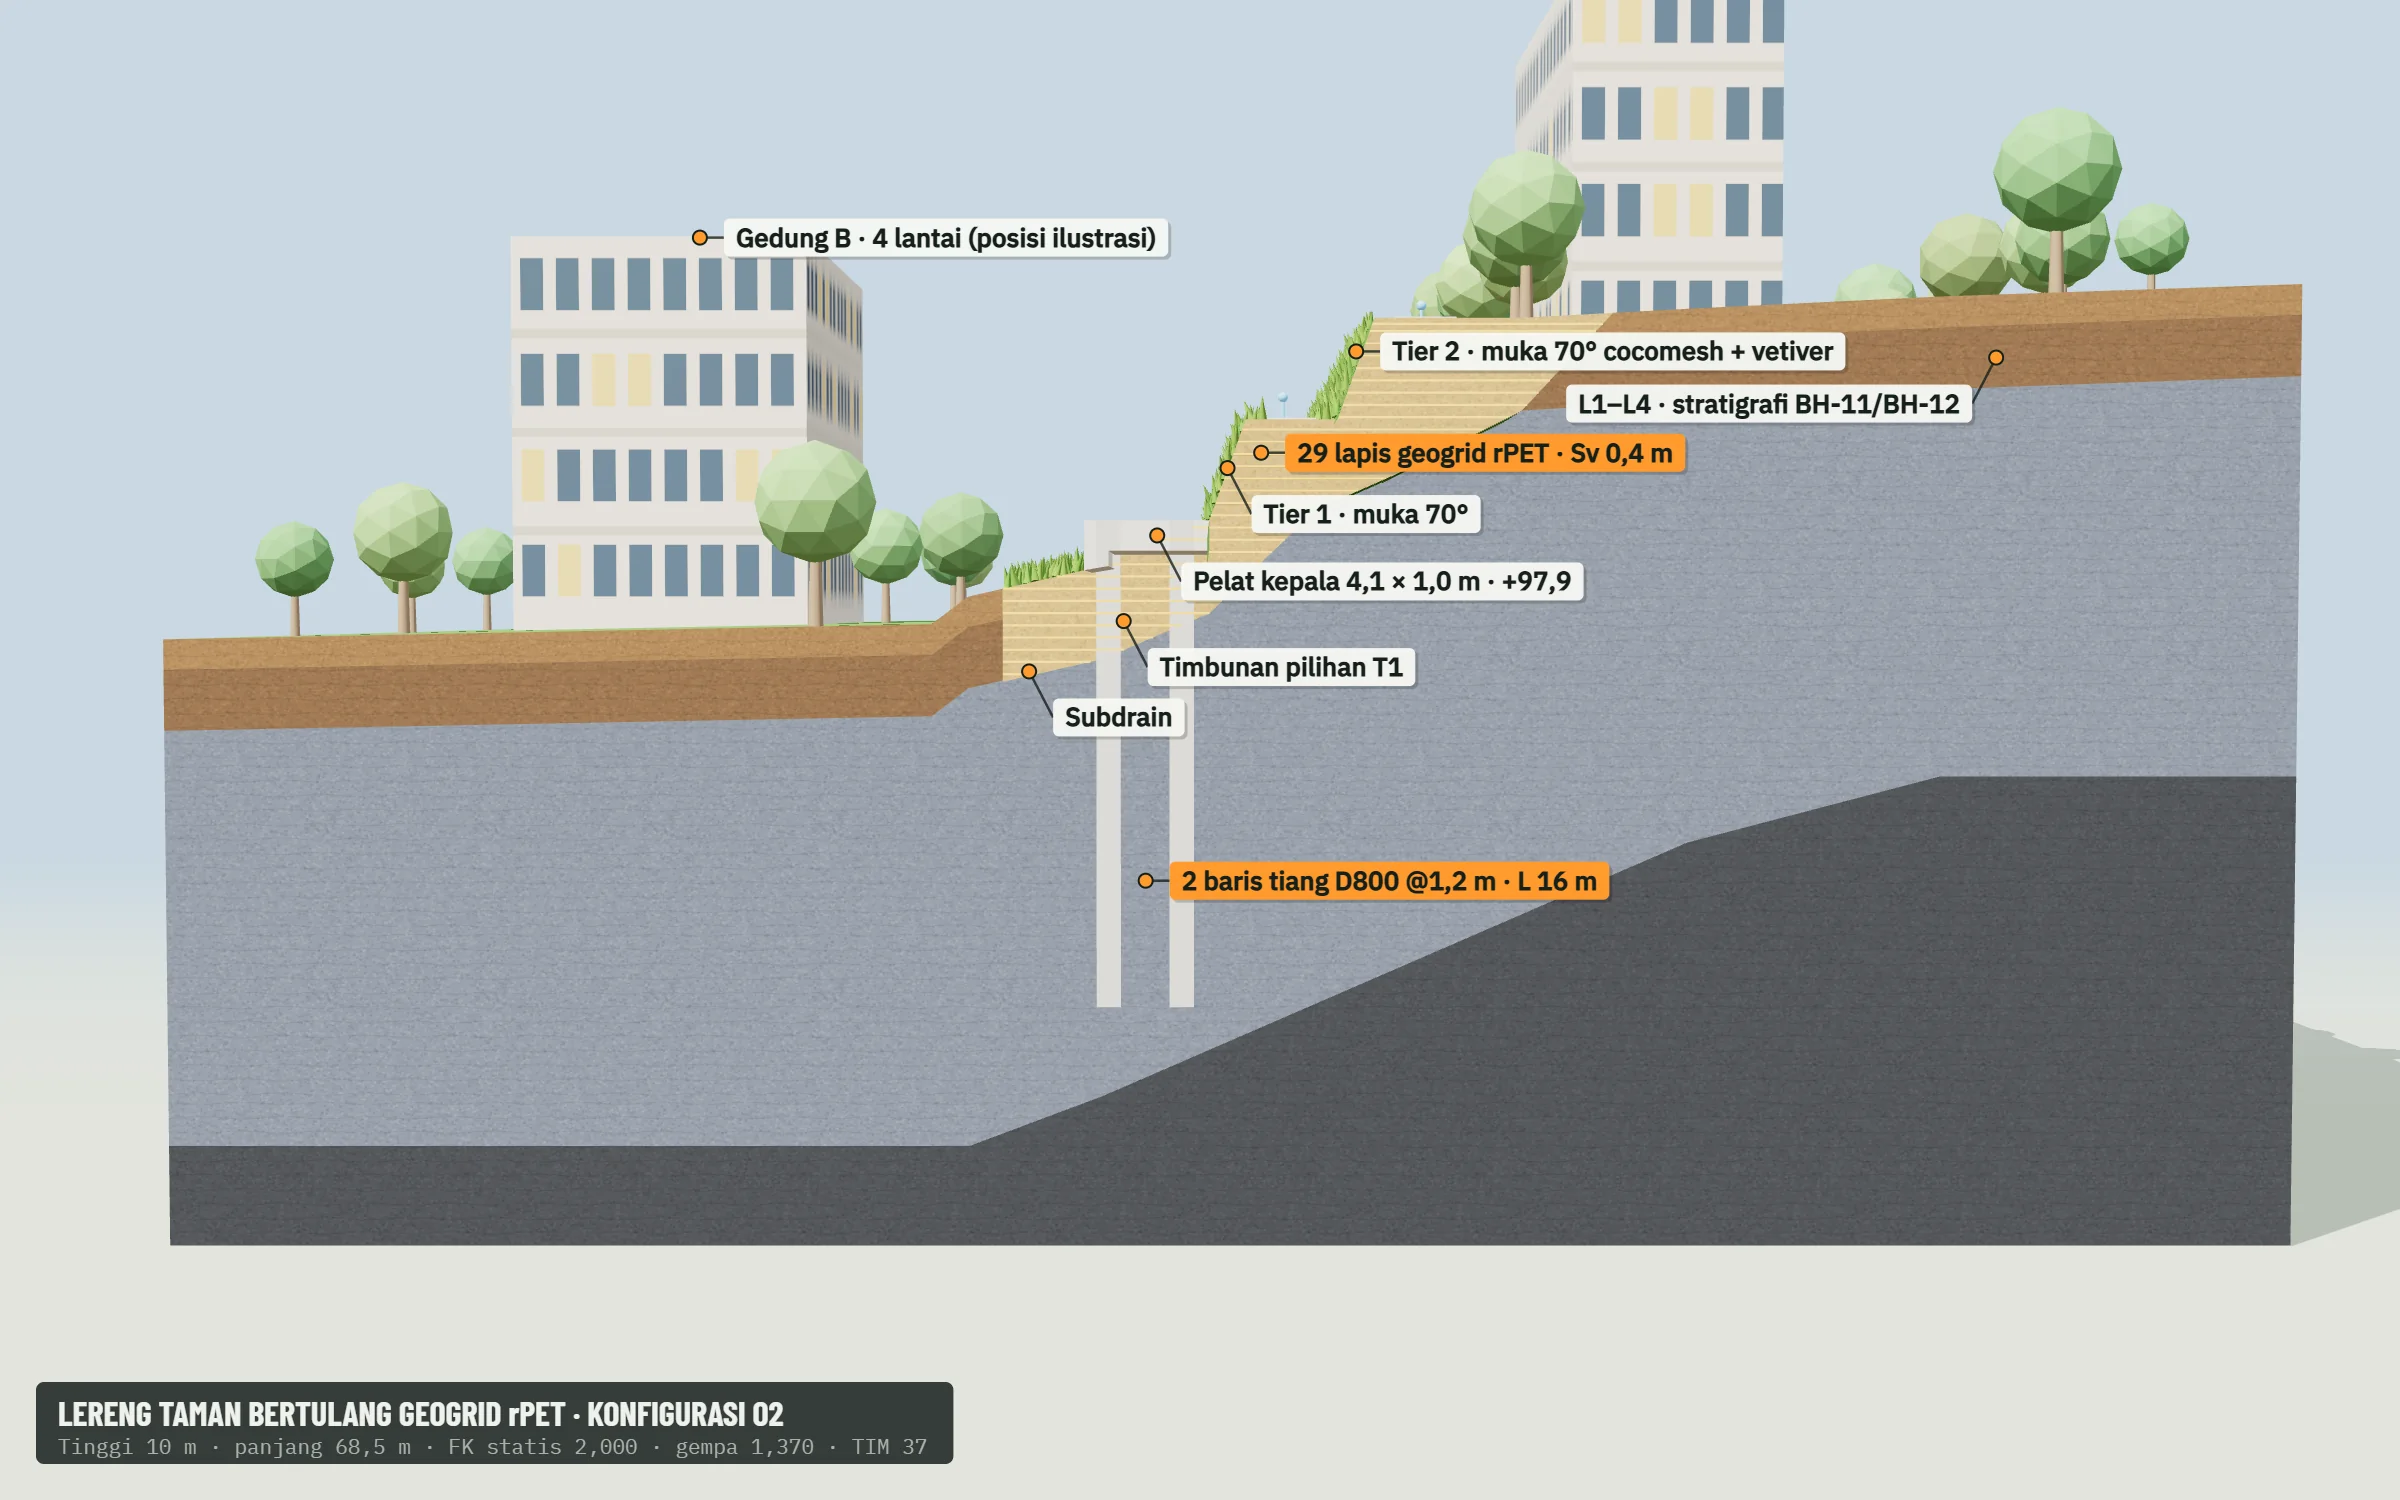 Gedung B · 4 lantai (posisi ilustrasi)
Tier 2 · muka 70° cocomesh + vetiver
L1–L4 · stratigrafi BH-11/BH-12
29 lapis geogrid rPET · Sv 0,4 m
Tier 1 · muka 70°
Pelat kepala 4,1 × 1,0 m · +97,9
Timbunan pilihan T1
Subdrain
2 baris tiang D800 @1,2 m · L 16 m
LERENG TAMAN BERTULANG GEOGRID rPET · KONFIGURASI 02
Tinggi 10 m · panjang 68,5 m · FK statis 2,000 · gempa 1,370 · TIM 37